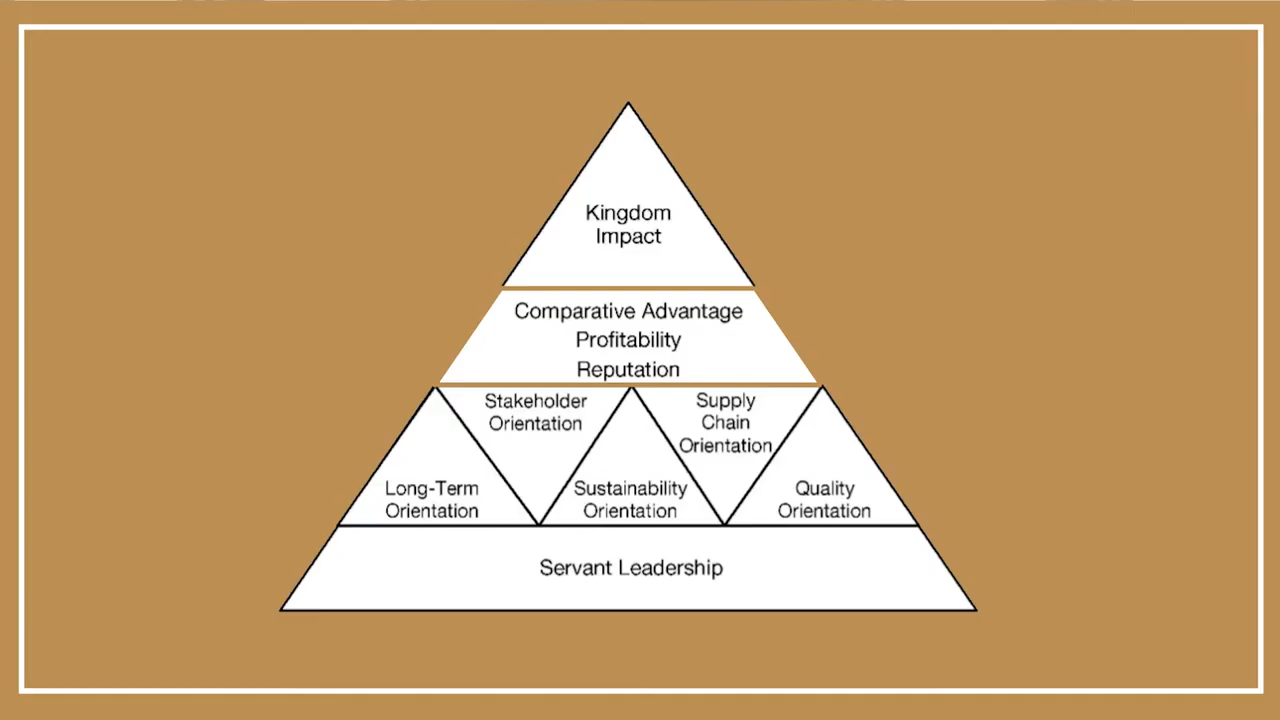 Kingdom
Impact
Comparative Advantage
Profitability
Reputation
Stakeholder
Orientation
Supply
Chain
Orientation
Long-Term
Orientation
Sustainability
Orientation
Quality
Orientation
Servant Leadership